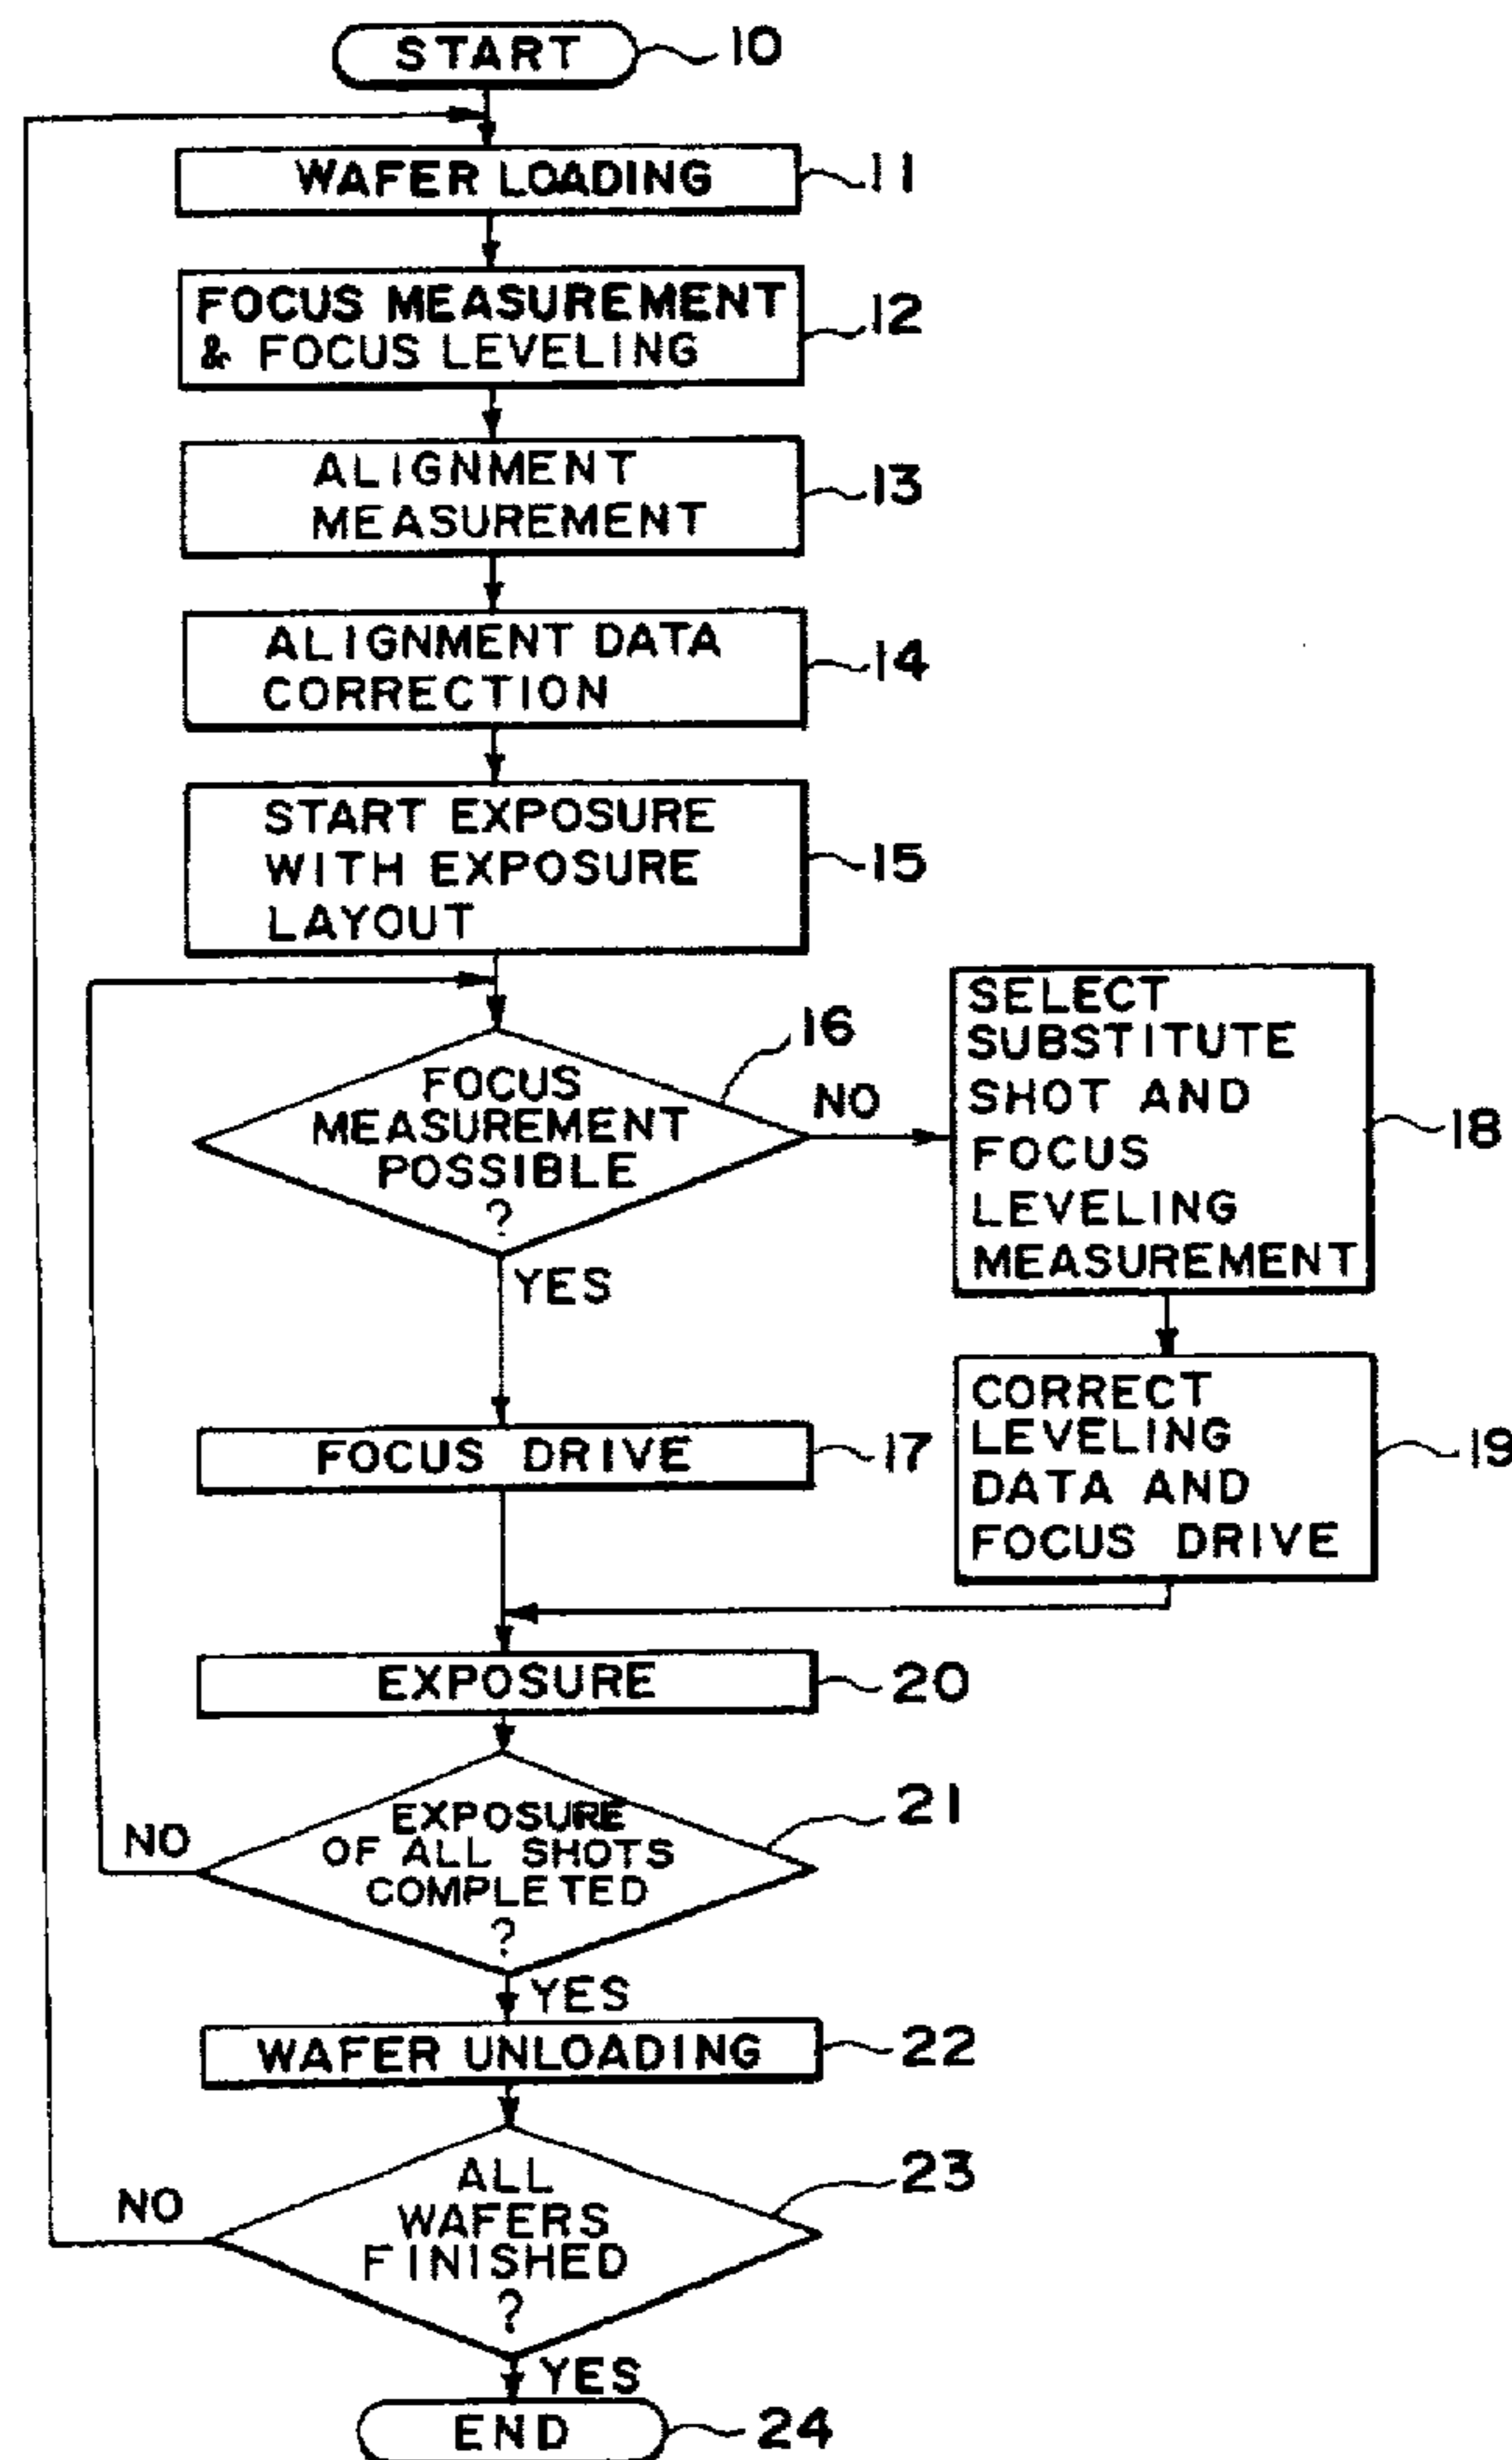 START
10
WAFER LOADING
11
FOCUS MEASUREMENT
& FOCUS LEVELING
12
ALIGNMENT
MEASUREMENT
13
ALIGNMENT DATA
CORRECTION
14
START EXPOSURE
WITH EXPOSURE
LAYOUT
15
FOCUS
MEASUREMENT
POSSIBLE
?
16
NO
YES
SELECT
SUBSTITUTE
SHOT AND
FOCUS
LEVELING
MEASUREMENT
18
FOCUS DRIVE
17
CORRECT
LEVELING
DATA AND
FOCUS DRIVE
19
EXPOSURE
20
EXPOSURE
OF ALL SHOTS
COMPLETED
?
21
NO
YES
WAFER UNLOADING
22
ALL
WAFERS
FINISHED
?
23
NO
YES
END
24